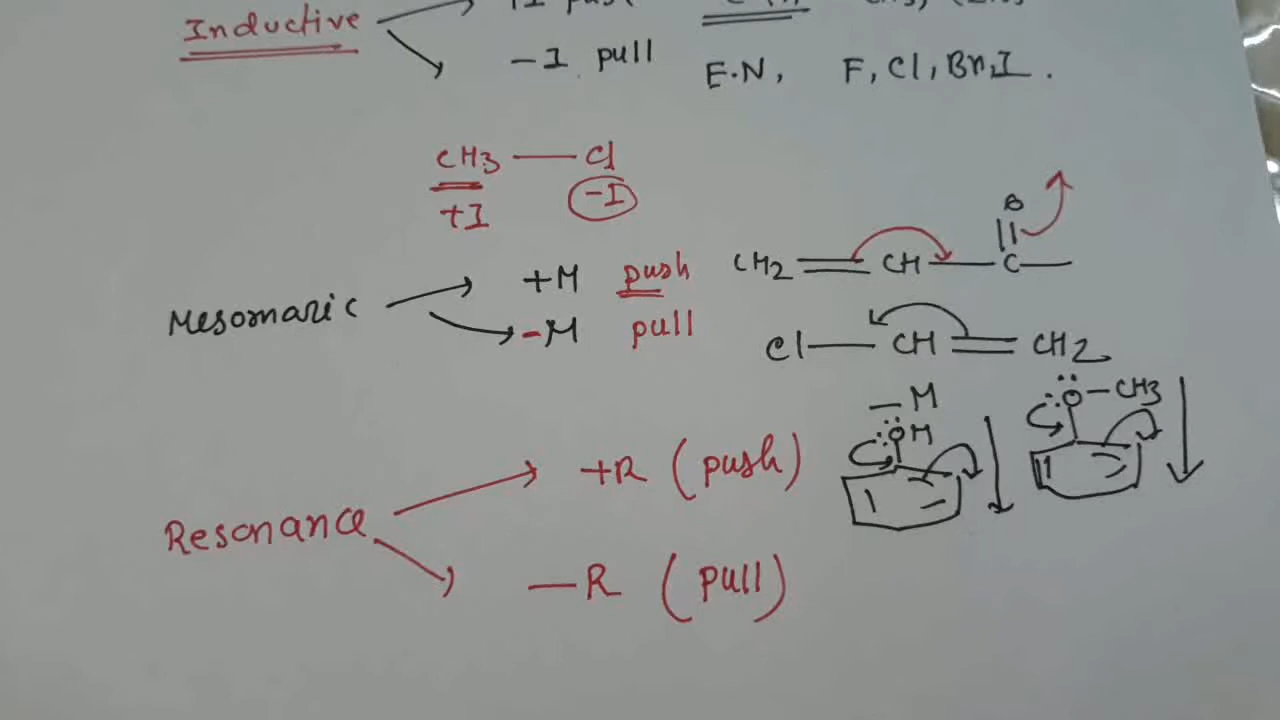 Inductive
- I pull E.N, F, Cl, Br, I .
CH3 — Cl
+I -I
CH2 = CH — C —
Mesomaric +M push
-M pull
Cl — CH = CH2
- M
:OH :O - CH3
Resonance +R (push)
- R (pull)